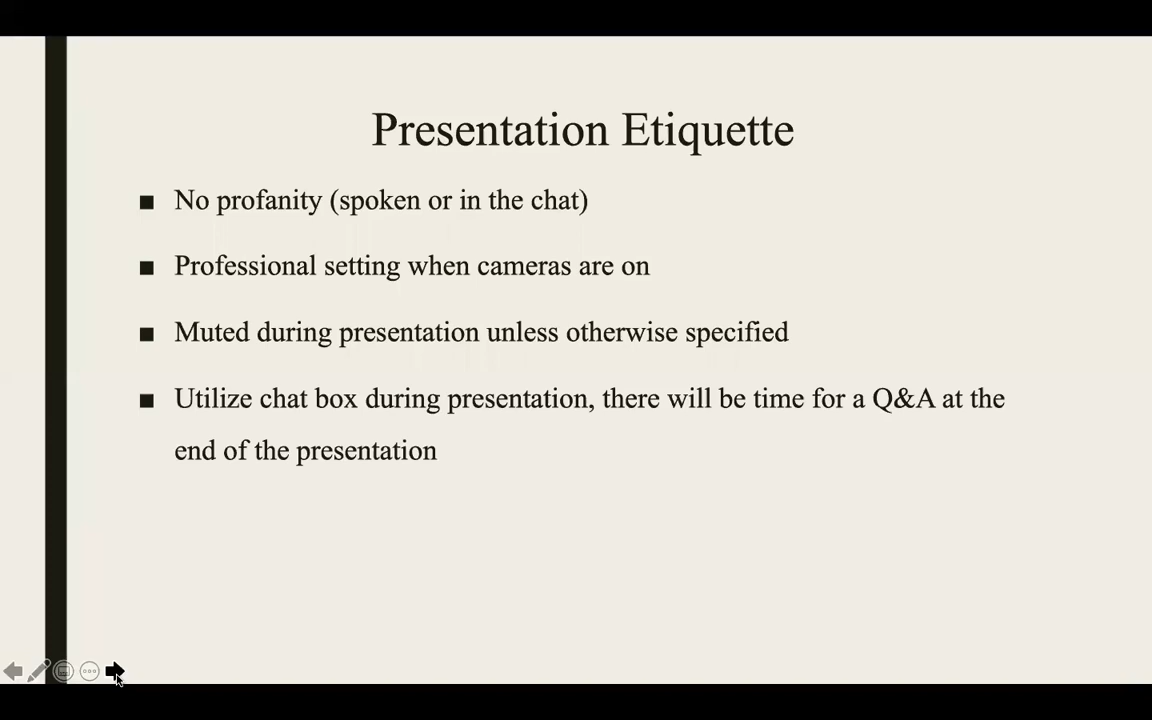 Presentation Etiquette
■ No profanity (spoken or in the chat)
■ Professional setting when cameras are on
■ Muted during presentation unless otherwise specified
■ Utilize chat box during presentation, there will be time for a Q&A at the
end of the presentation